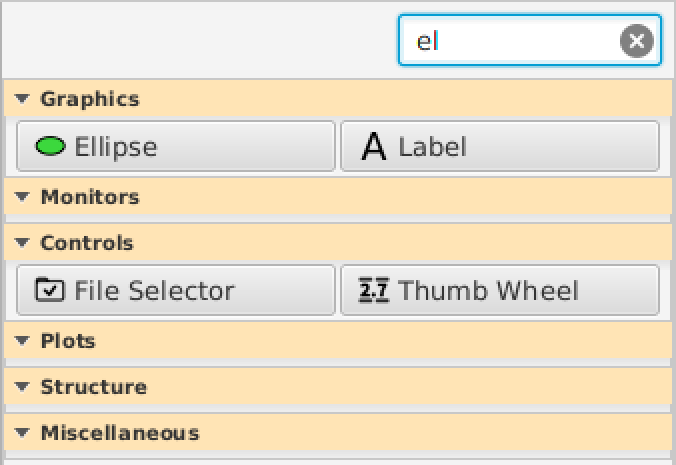 el
Graphics
Ellipse
A Label
Monitors
Controls
File Selector
2.7 Thumb Wheel
Plots
Structure
Miscellaneous